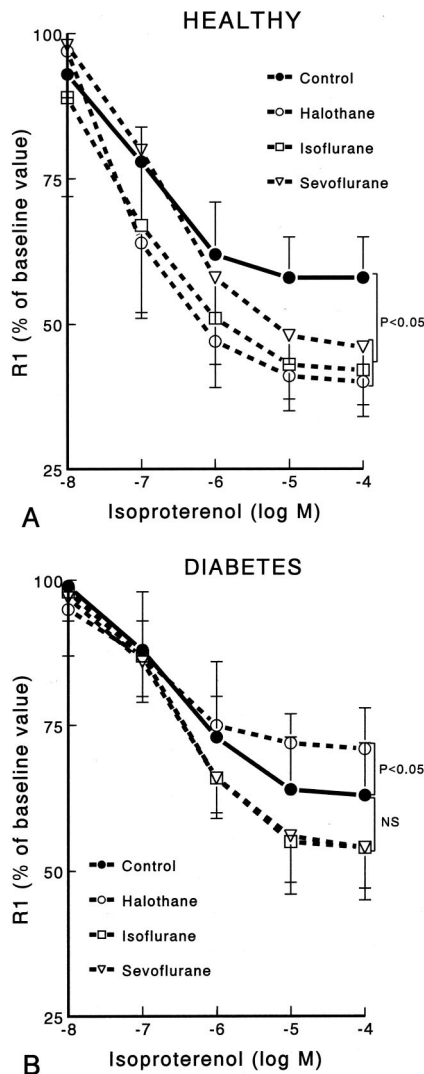 HEALTHY
100
75
50
25
R1 (% of baseline value)
Control
Halothane
Isoflurane
Sevoflurane
P<0.05
-8 -7 -6 -5 -4
Isoproterenol (log M)
A
DIABETES
100
75
50
25
R1 (% of baseline value)
P<0.05
NS
Control
Halothane
Isoflurane
Sevoflurane
-8 -7 -6 -5 -4
Isoproterenol (log M)
B